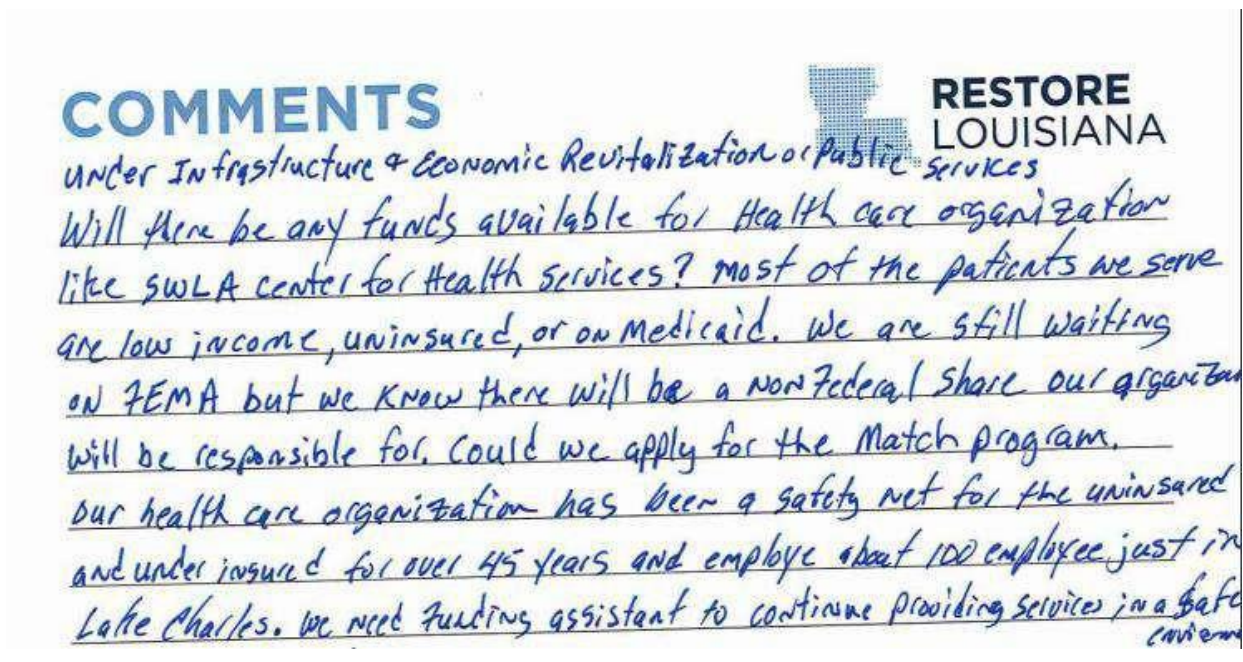 COMMENTS
RESTORE
LOUISIANA
Under Infrastructure & Economic Revitalization or Public Services
Will there be any funds available for Health care organization
like SWLA center for Health Services? Most of the patients we serve
are low income, uninsured, or on Medicaid. We are still waiting
on FEMA but we know there will be a non Federal share our
will be responsible for. Could we apply for the Match program.
Our health care organization has been a safety net for the uninsured
and under insured for over 45 years and employe about 100 employee just in
Lake Charles. We need funding assistant to continue providing services in a Safe